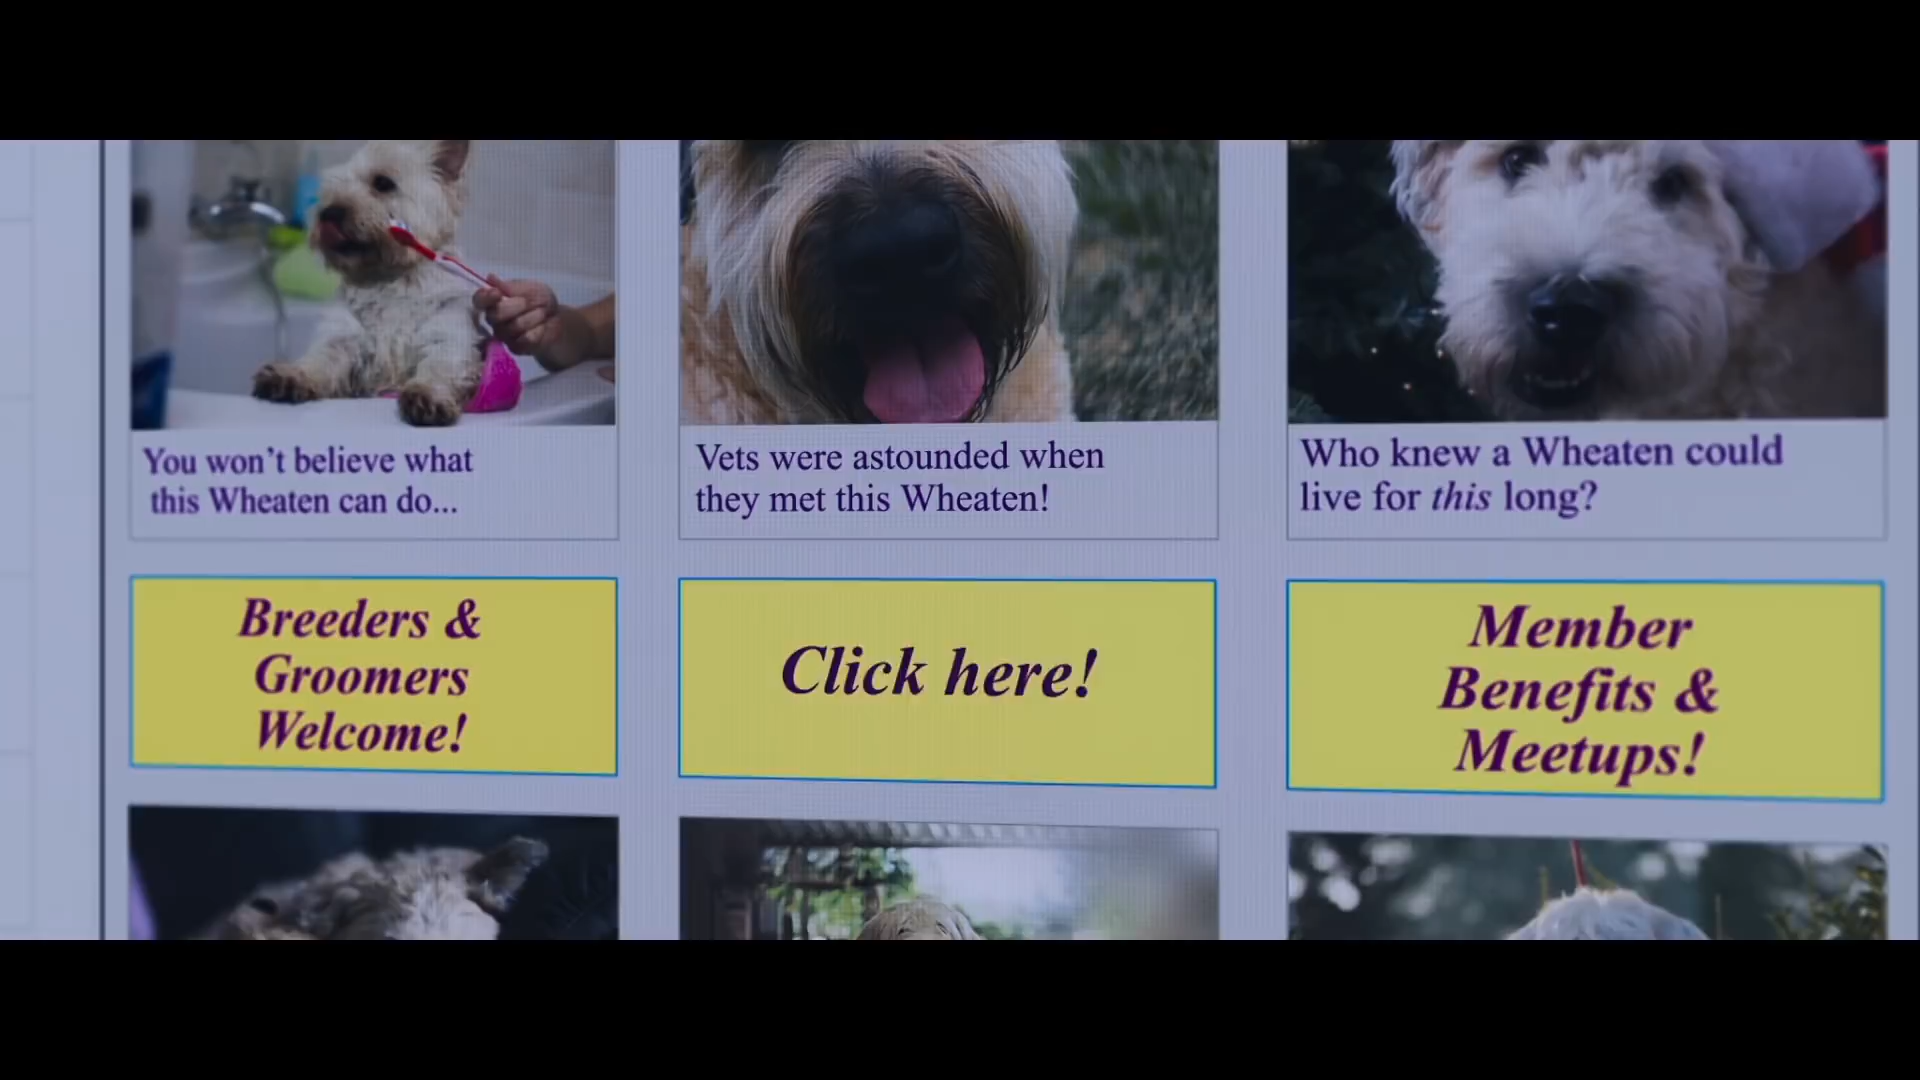 You won't believe what
this Wheaten can do...
Vets were astounded when
they met this Wheaten!
Who knew a Wheaten could
live for this long?
Breeders &
Groomers
Welcome!
Click here!
Member
Benefits &
Meetups!